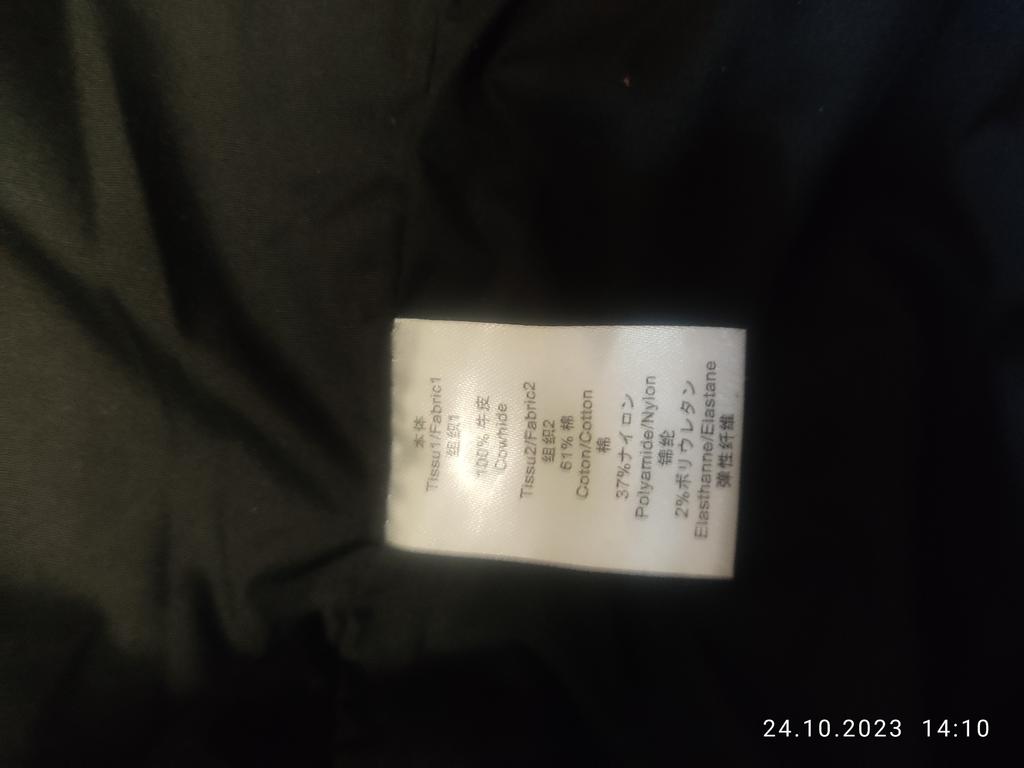 本体
Tissu1/Fabric1
组织1
100% 牛皮
Cowhide
Tissu2/Fabric2
组织2
61% 棉
Coton/Cotton
棉
37%ナイロン
Polyamide/Nylon
锦纶
2%ポリウレタン
Elasthanne/Elastane
弹性纤维
24.10.2023 14:10